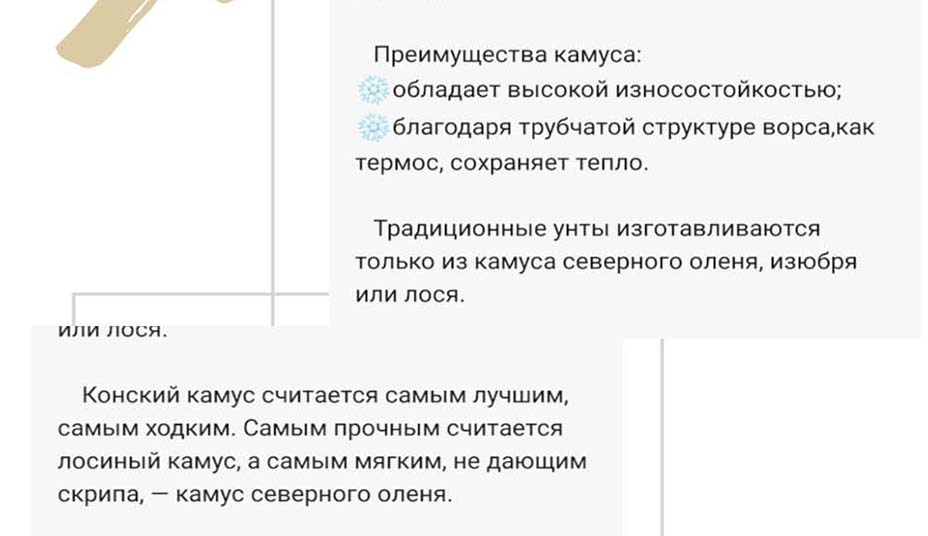 Преимущества камуса:
❄️обладает высокой износостойкостью;
❄️благодаря трубчатой структуре ворса,как
термос, сохраняет тепло.
Традиционные унты изготавливаются
только из камуса северного оленя, изюбря
или лося.
или лося.
Конский камус считается самым лучшим,
самым ходким. Самым прочным считается
лосиный камус, а самым мягким, не дающим
скрипа, — камус северного оленя.